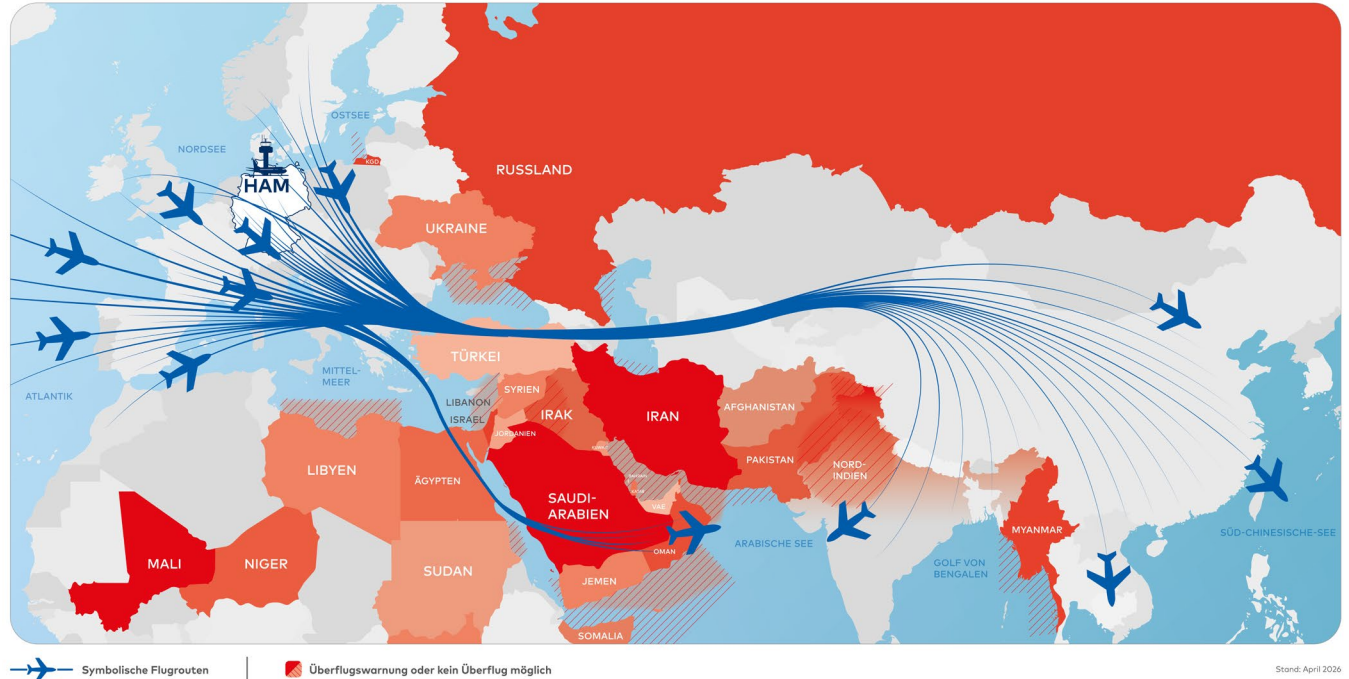 OSTSEE
NORDSEE
KGD
HAM
RUSSLAND
UKRAINE
TÜRKEI
MITTEL-
MEER
ATLANTIK
SYRIEN
LIBANON
ISRAEL
IRAK
IRAN
AFGHANISTAN
JORDANIEN
PAKISTAN
NORD-
INDIEN
LIBYEN
ÄGYPTEN
SAUDI-
ARABIEN
VAE
OMAN
ARABISCHE SEE
MYANMAR
SÜD-CHINESISCHE-SEE
GOLF VON
BENGALEN
MALI
NIGER
SUDAN
JEMEN
SOMALIA
Symbolische Flugrouten
Überflugswarnung oder kein Überflug möglich
Stand: April 2026